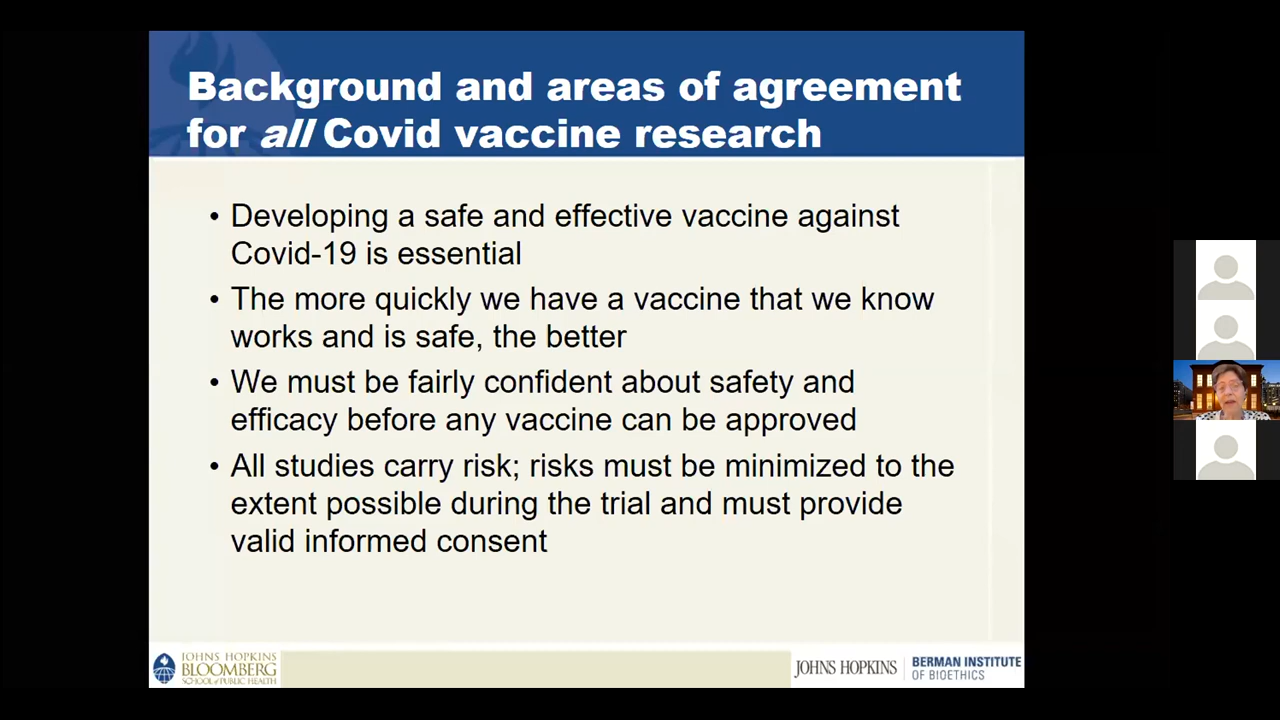 Background and areas of agreement
for all Covid vaccine research
• Developing a safe and effective vaccine against
Covid-19 is essential
• The more quickly we have a vaccine that we know
works and is safe, the better
• We must be fairly confident about safety and
efficacy before any vaccine can be approved
• All studies carry risk; risks must be minimized to the
extent possible during the trial and must provide
valid informed consent
JOHNS HOPKINS
BLOOMBERG
SCHOOL of PUBLIC HEALTH
JOHNS HOPKINS
BERMAN INSTITUTE
OF BIOETHICS